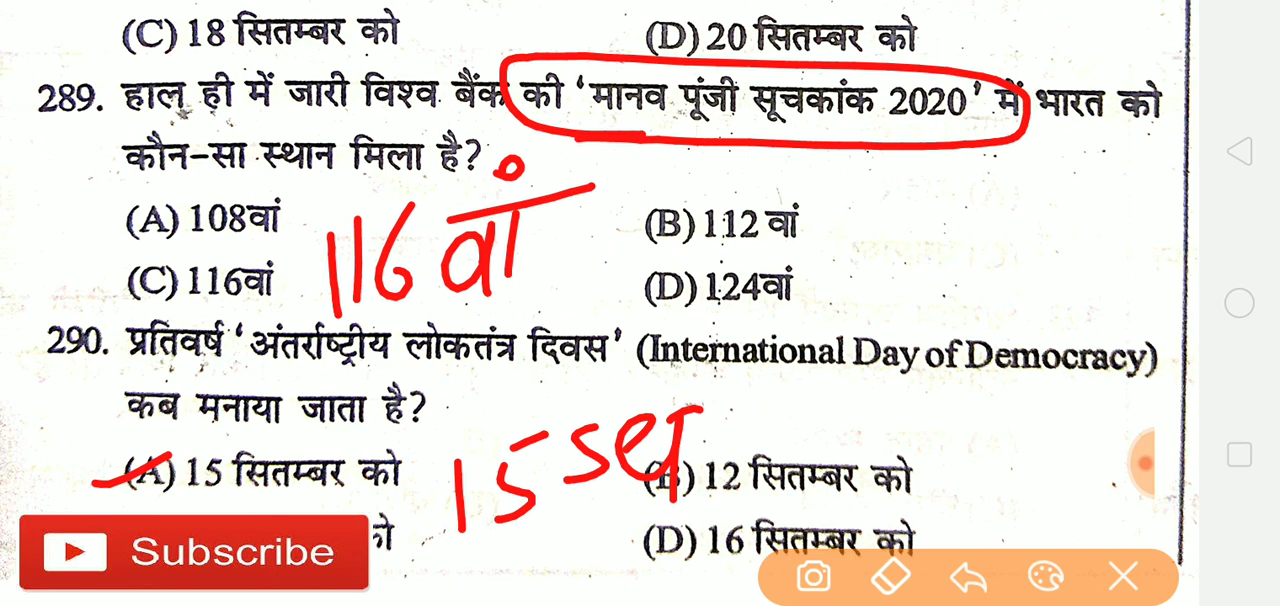 (C) 18 सितम्बर को (D) 20 सितम्बर को
289. हाल ही में जारी विश्व बैंक की ‘मानव पूंजी सूचकांक 2020’ में भारत को
कौन-सा स्थान मिला है?
(A) 108वां (B) 112 वां
116 वां
(C) 116वां (D) 124वां
290. प्रतिवर्ष ‘अंतर्राष्ट्रीय लोकतंत्र दिवस’ (International Day of Democracy)
कब मनाया जाता है?
(A) 15 सितम्बर को (B) 12 सितम्बर को
15 sep
को (D) 16 सितम्बर को
Subscribe